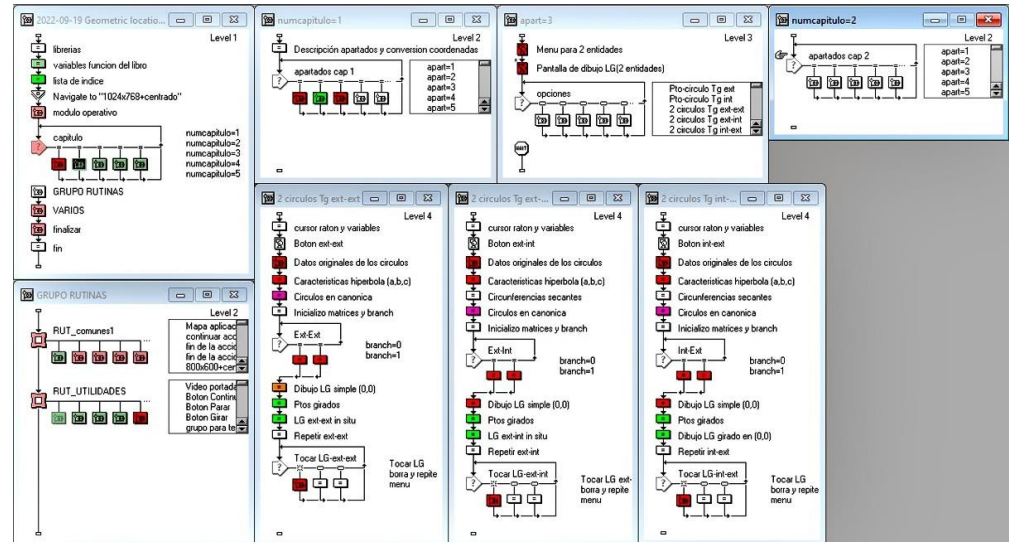 2022-09-19 Geometric locatio...
Level 1
librerias
variables funcion del libro
lista de indice
Navigate to "1024x768+centrado"
modulo operativo
capitulo
numcapitulo=1
numcapitulo=2
numcapitulo=3
numcapitulo=4
numcapitulo=5
GRUPO RUTINAS
VARIOS
finalizar
fin
numcapitulo=1
Level 2
Descripción apartados y conversion coordenadas
apartados cap 1
apart=1
apart=2
apart=3
apart=4
apart=5
apart=3
Level 3
Menu para 2 entidades
Pantalla de dibujo LG(2 entidades)
opciones
Pto-circulo Tg ext
Pto-circulo Tg int
2 circulos Tg ext-ext
2 circulos Tg ext-int
2 circulos Tg int-ext
numcapitulo=2
Level 2
apartados cap 2
apart=1
apart=2
apart=3
apart=4
apart=5
GRUPO RUTINAS
Level 2
RUT_comunes1
Mapa aplicac
continuar acc
fin de la accic
fin de la accic
800x600+cer
RUT_UTILIDADES
Video portada
Boton Continu
Boton Parar
Boton Girar
grupo para te
2 circulos Tg ext-ext
Level 4
cursor raton y variables
Boton ext-ext
Datos originales de los circulos
Caracteristicas hiperbola (a,b,c)
Circulos en canonica
Inicializo matrices y branch
Ext-Ext
branch=0
branch=1
Dibujo LG simple (0,0)
Ptos girados
LG ext-ext in situ
Repetir ext-ext
Tocar LG-ext-ext
Tocar LG
borra y repite
menu
2 circulos Tg ext-...
Level 4
cursor raton y variables
Boton ext-int
Datos originales de los circulos
Caracteristicas hiperbola (a,b,c)
Circunferencias secantes
Circulos en canonica
Inicializo matrices y branch
Ext-Int
branch=0
branch=1
Dibujo LG simple (0,0)
Ptos girados
LG ext-int in situ
Repetir ext-int
Tocar LG-ext-int
Tocar LG ext-
borra y repite
menu
2 circulos Tg int-...
Level 4
cursor raton y variables
Boton int-ext
Datos originales de los circulos
Caracteristicas hiperbola (a,b,c)
Circunferencias secantes
Circulos en canonica
Inicializo matrices y branch
Int-Ext
branch=0
branch=1
Dibujo LG simple (0,0)
Ptos girados
Dibujo LG girado en (0,0)
Repetir int-ext
Tocar LG-int-ext
Tocar LG
borra y repite
menu